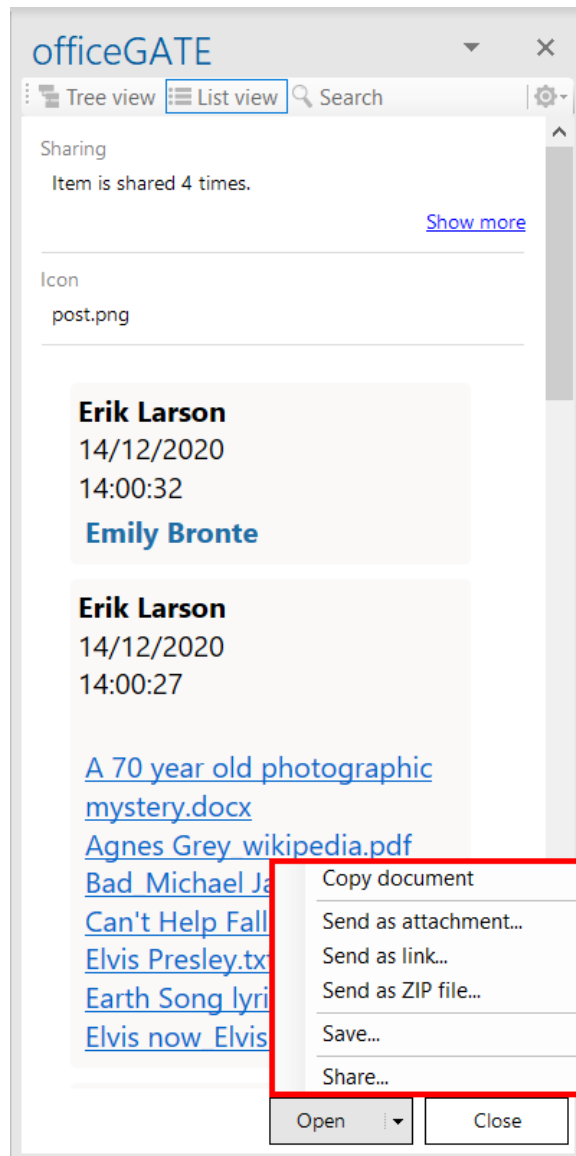 officeGATE
Tree view List view Search
Sharing
Item is shared 4 times.
Show more
Icon
post.png
Erik Larson
14/12/2020
14:00:32
Emily Bronte
Erik Larson
14/12/2020
14:00:27
A 70 year old photographic
mystery.docx
Agnes Grey_wikipedia.pdf
Bad_Michael
Can't Help Fall
Elvis Presley.tx
Earth Song lyri
Elvis now_Elvis
Copy document
Send as attachment...
Send as link...
Send as ZIP file...
Save...
Share...
Open Close